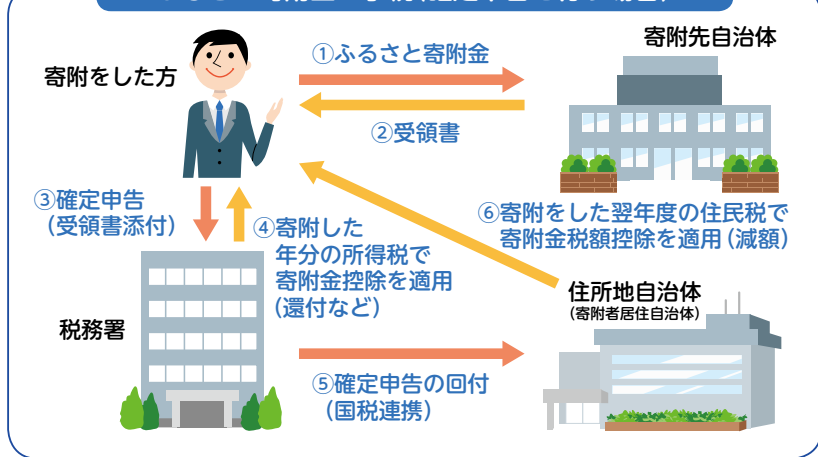 寄附をした方
①ふるさと寄附金
寄附先自治体
②受領書
③確定申告
(受領書添付)
④寄附した
年分の所得税で
寄附金控除を適用
(還付など)
⑥寄附をした翌年度の住民税で
寄附金税額控除を適用(減額)
住所地自治体
(寄附者居住自治体)
税務署
⑤確定申告の回付
(国税連携)